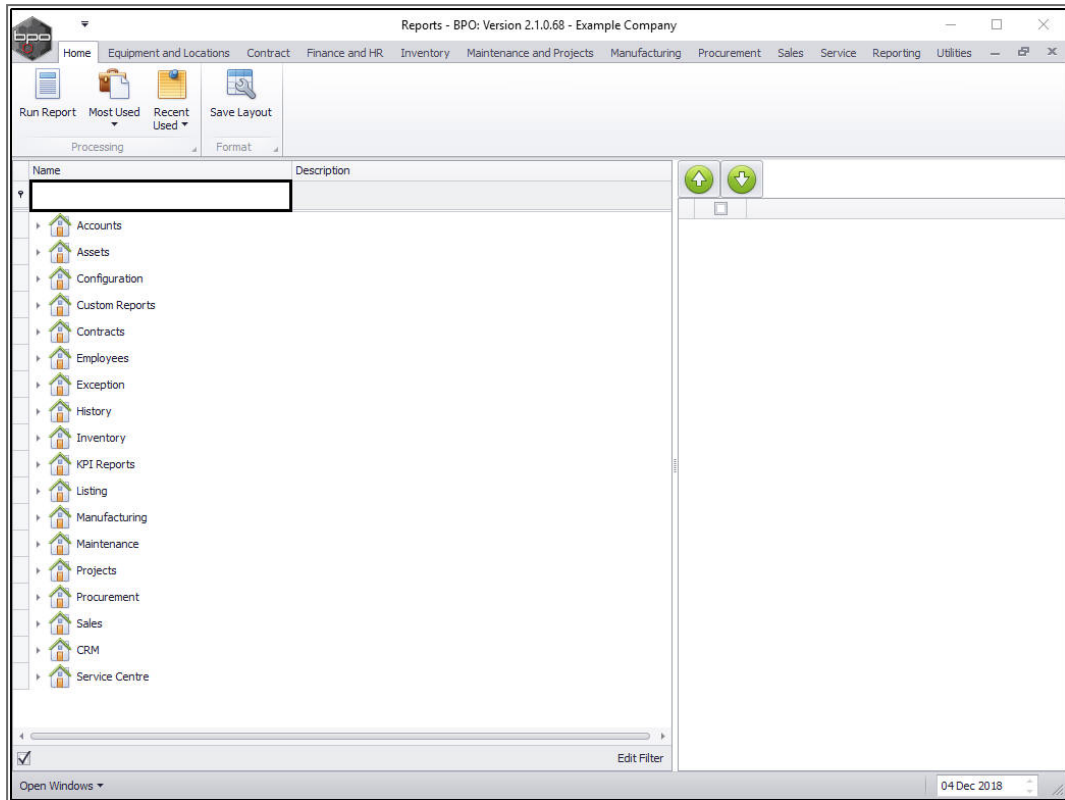 Reports - BPO: Version 2.1.0.68 - Example Company
bpo
Home Equipment and Locations Contract Finance and HR Inventory Maintenance and Projects Manufacturing Procurement Sales Service Reporting Utilities
Run Report Most Used Recent Used Save Layout
Processing Format
Name Description
Accounts
Assets
Configuration
Custom Reports
Contracts
Employees
Exception
History
Inventory
KPI Reports
Listing
Manufacturing
Maintenance
Projects
Procurement
Sales
CRM
Service Centre
Edit Filter
Open Windows 04 Dec 2018